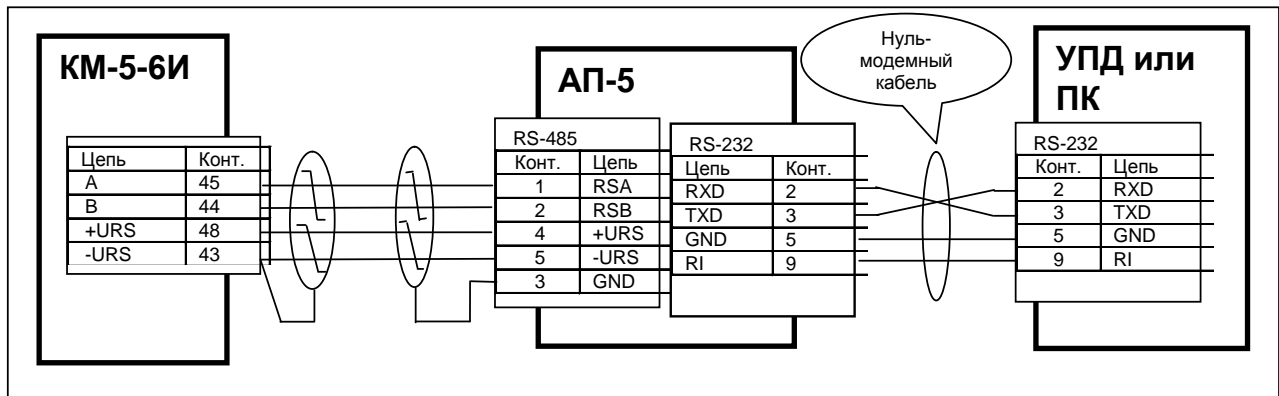 КМ-5-6И
Цепь Конт.
A 45
B 44
+URS 48
-URS 43
АП-5
RS-485
Конт. Цепь
1 RSA
2 RSB
4 +URS
5 -URS
3 GND
RS-232
Цепь Конт.
RXD 2
TXD 3
GND 5
RI 9
Нуль-
модемный
кабель
УПД или
ПК
RS-232
Конт. Цепь
2 RXD
3 TXD
5 GND
9 RI